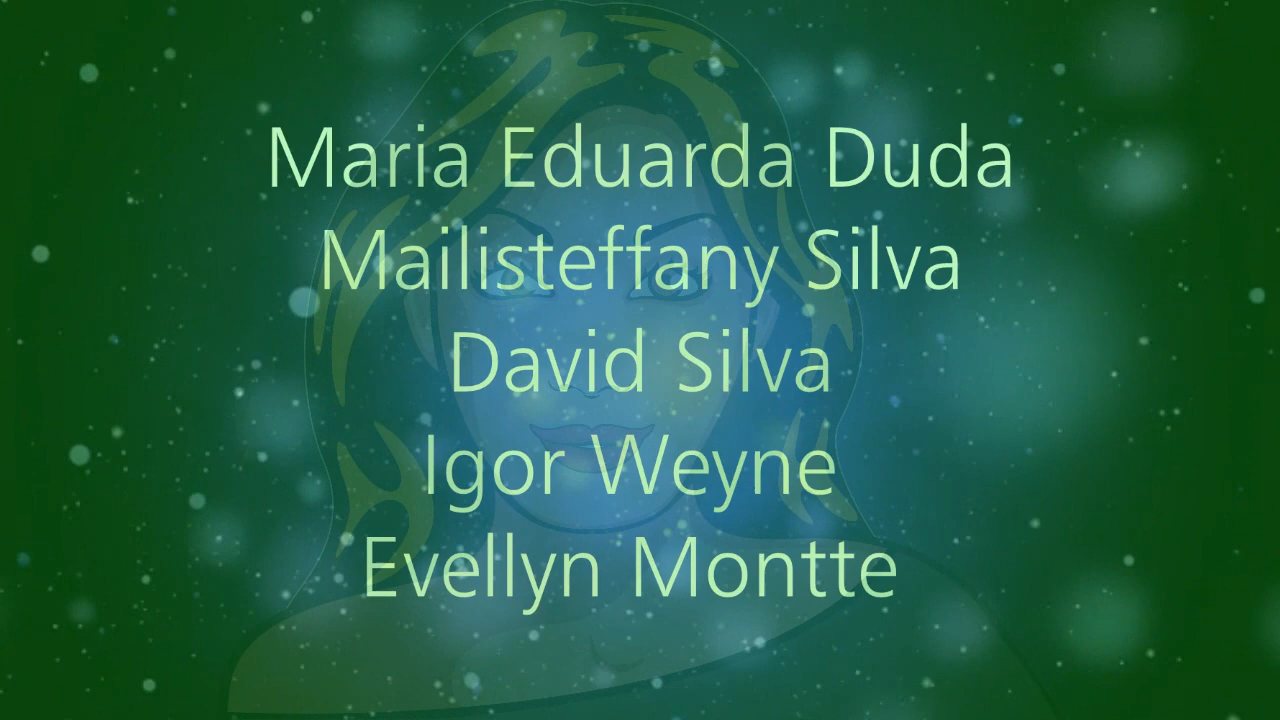 Maria Eduarda Duda
Mailisteffany Silva
David Silva
Igor Weyne
Evellyn Montte